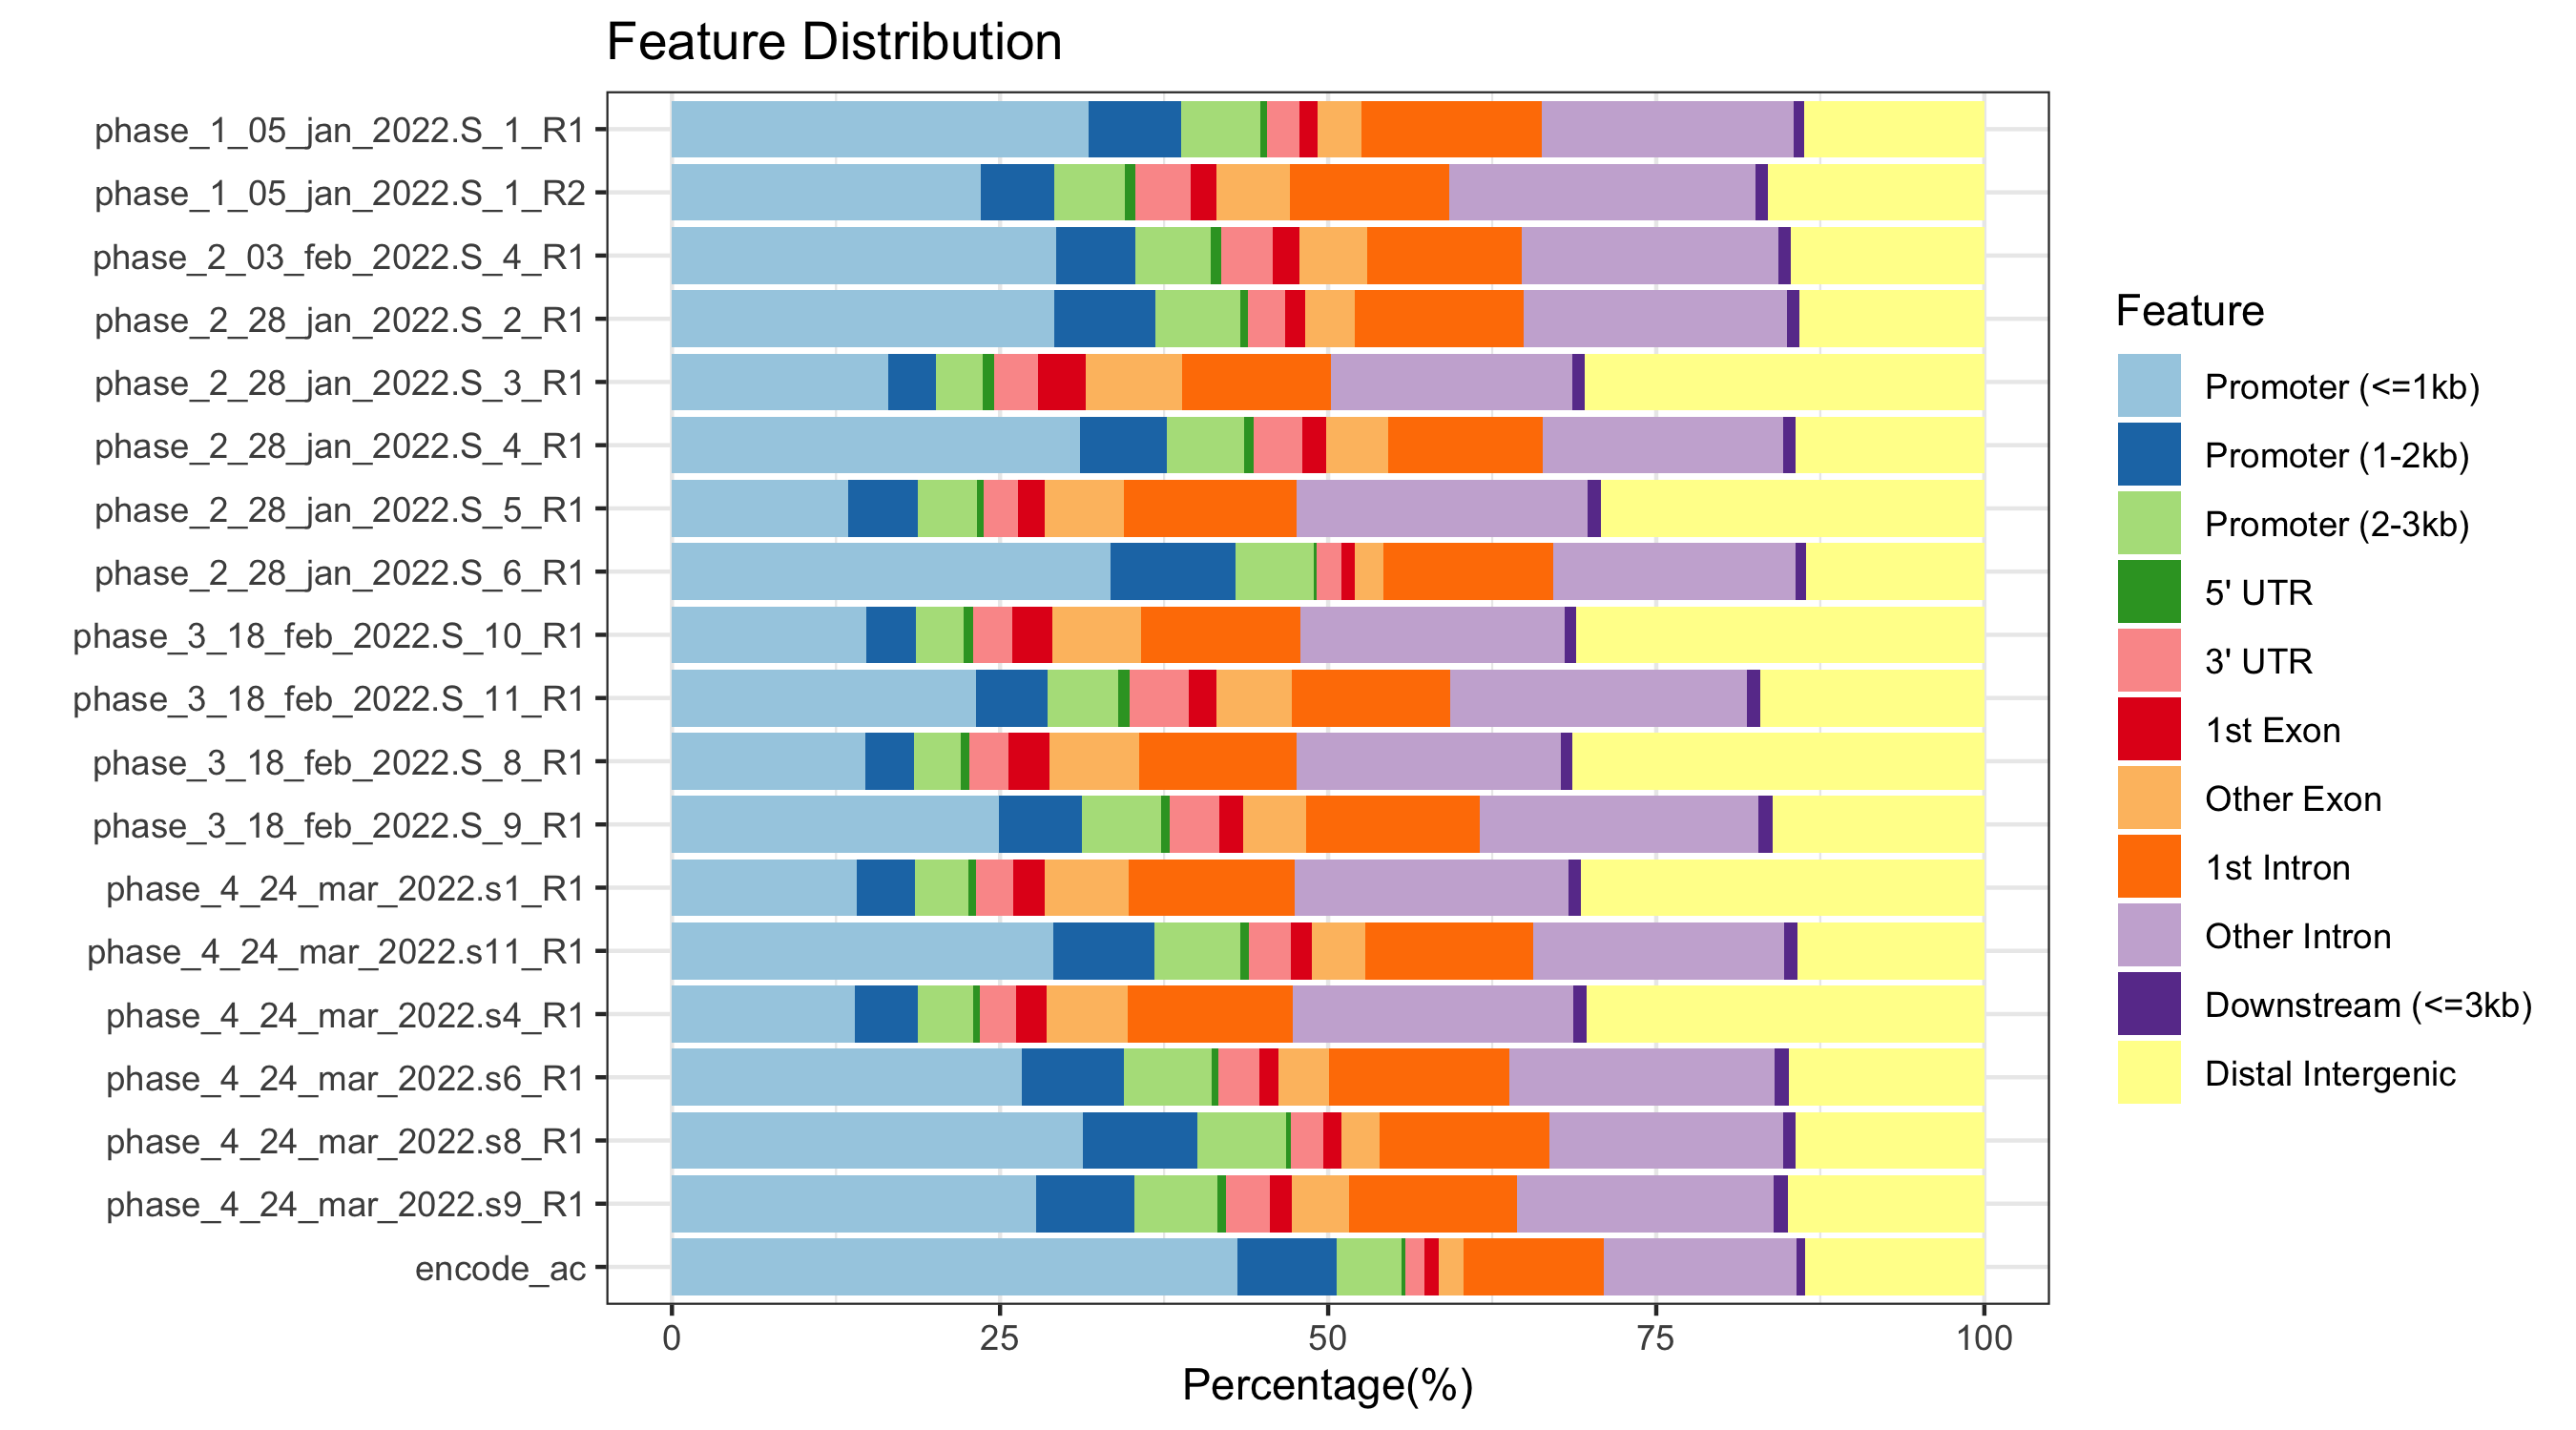 Feature Distribution
phase_1_05_jan_2022.S_1_R1
phase_1_05_jan_2022.S_1_R2
phase_2_03_feb_2022.S_4_R1
phase_2_28_jan_2022.S_2_R1
phase_2_28_jan_2022.S_3_R1
phase_2_28_jan_2022.S_4_R1
phase_2_28_jan_2022.S_5_R1
phase_2_28_jan_2022.S_6_R1
phase_3_18_feb_2022.S_10_R1
phase_3_18_feb_2022.S_11_R1
phase_3_18_feb_2022.S_8_R1
phase_3_18_feb_2022.S_9_R1
phase_4_24_mar_2022.s1_R1
phase_4_24_mar_2022.s11_R1
phase_4_24_mar_2022.s4_R1
phase_4_24_mar_2022.s6_R1
phase_4_24_mar_2022.s8_R1
phase_4_24_mar_2022.s9_R1
encode_ac
0 25 50 75 100
Percentage(%)
Feature
Promoter (<=1kb)
Promoter (1-2kb)
Promoter (2-3kb)
5' UTR
3' UTR
1st Exon
Other Exon
1st Intron
Other Intron
Downstream (<=3kb)
Distal Intergenic